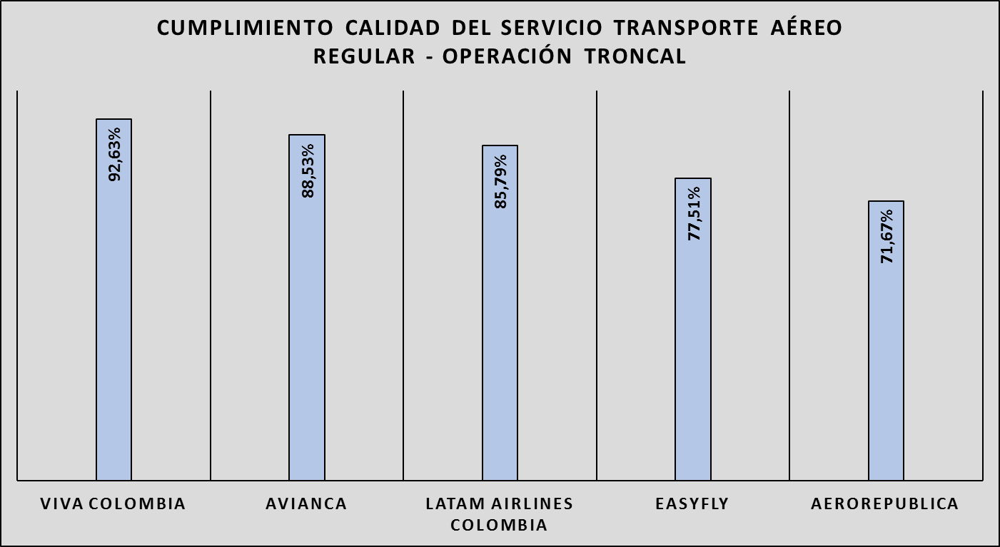 CUMPLIMIENTO CALIDAD DEL SERVICIO TRANSPORTE AÉREO
REGULAR - OPERACIÓN TRONCAL
92,63%
88,53%
85,79%
77,51%
71,67%
VIVA COLOMBIA
AVIANCA
LATAM AIRLINES
COLOMBIA
EASYFLY
AEROREPUBLICA